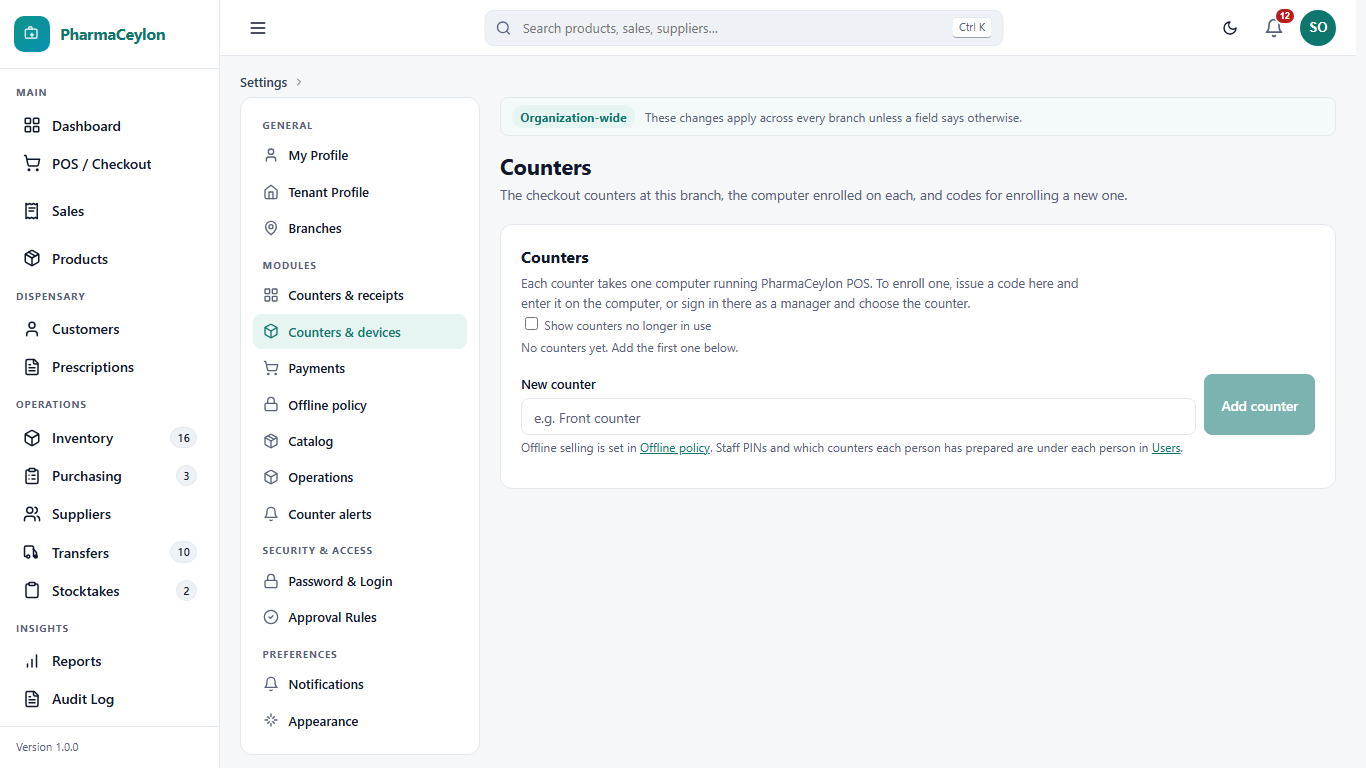 PharmaCeylon
Search products, sales, suppliers...
Ctrl K
12
SO
MAIN
Dashboard
POS / Checkout
Sales
Products
DISPENSARY
Customers
Prescriptions
OPERATIONS
Inventory 16
Purchasing 3
Suppliers
Transfers 10
Stocktakes 2
INSIGHTS
Reports
Audit Log
Version 1.0.0
Settings
GENERAL
My Profile
Tenant Profile
Branches
MODULES
Counters & receipts
Counters & devices
Payments
Offline policy
Catalog
Operations
Counter alerts
SECURITY & ACCESS
Password & Login
Approval Rules
PREFERENCES
Notifications
Appearance
Organization-wide These changes apply across every branch unless a field says otherwise.
Counters
The checkout counters at this branch, the computer enrolled on each, and codes for enrolling a new one.
Counters
Each counter takes one computer running PharmaCeylon POS. To enroll one, issue a code here and
enter it on the computer, or sign in there as a manager and choose the counter.
Show counters no longer in use
No counters yet. Add the first one below.
New counter
e.g. Front counter
Add counter
Offline selling is set in Offline policy. Staff PINs and which counters each person has prepared are under each person in Users.